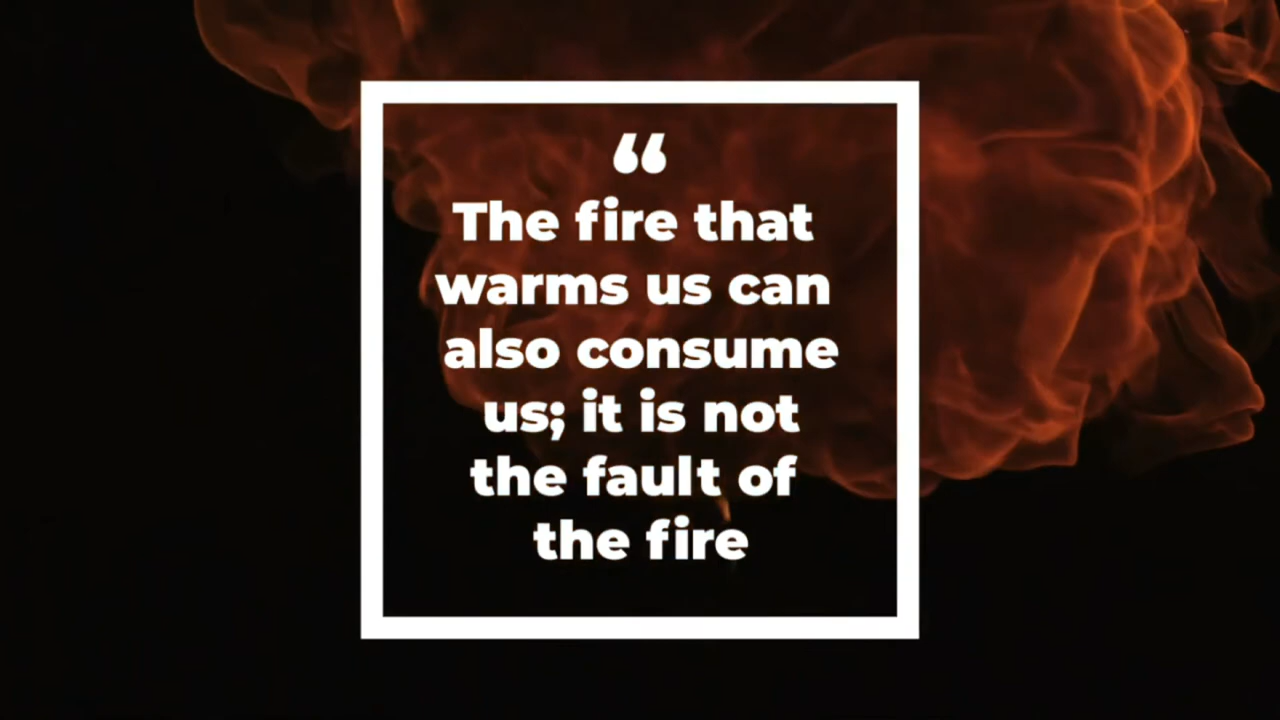 “
The fire that
warms us can
also consume
us; it is not
the fault of
the fire